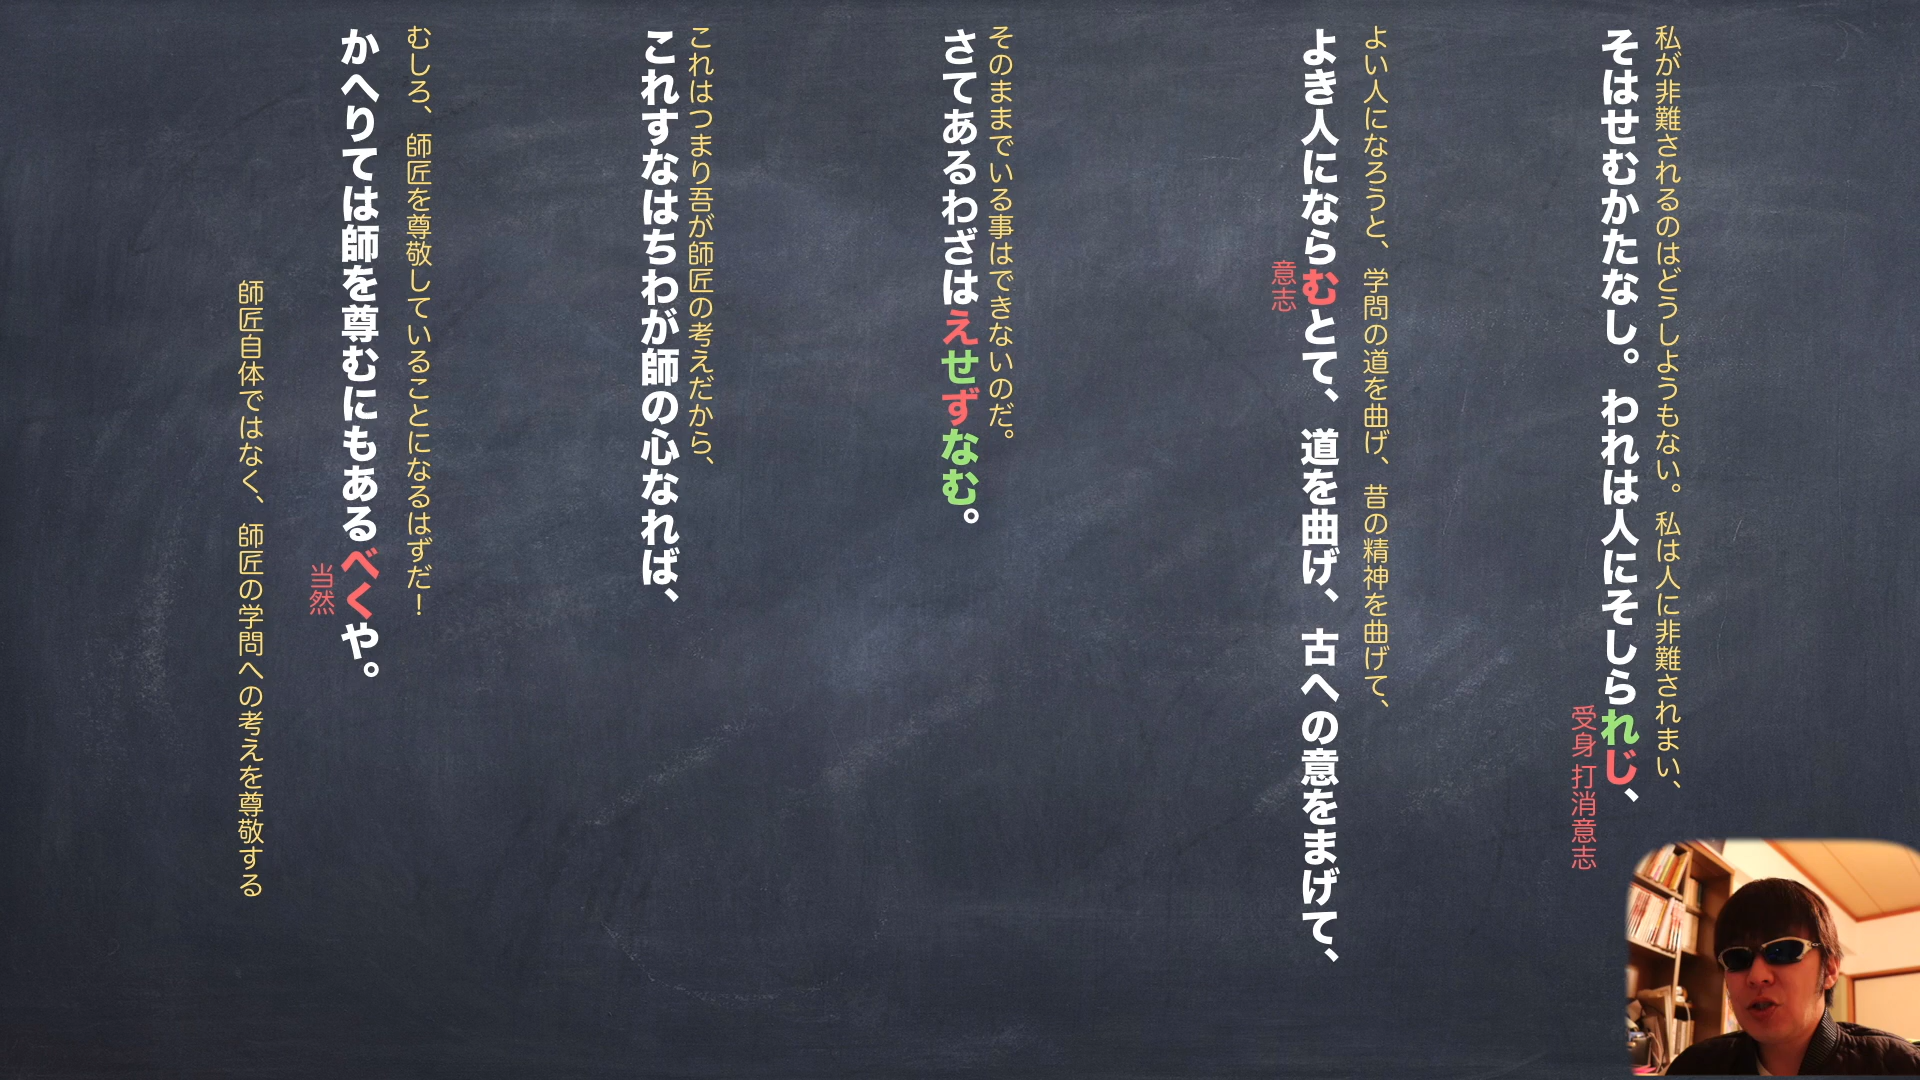 私が非難されるのはどうしようもない。私は人に非難されまい、
そはせむかたなし。われは人にそしられじ、
受身 打消意志
よい人になろうと、学問の道を曲げ、昔の精神を曲げて、
よき人にならむとて、道を曲げ、古への意をまげて、
意志
そのままでいる事はできないのだ。
さてあるわざはえせずなむ。
これはつまり吾が師匠の考えだから、
これすなはちわが師の心なれば、
むしろ、師匠を尊敬していることになるはずだ！
かへりては師を尊むにもあるべくや。
当然
師匠自体ではなく、師匠の学問への考えを尊敬する